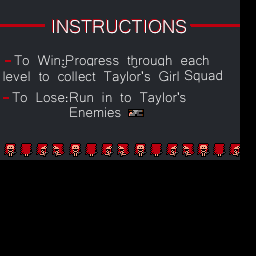 INSTRUCTIONS
-To Win:Progress through each
level to collect Taylor's Girl Squad
-To Lose:Run in to Taylor's
Enemies